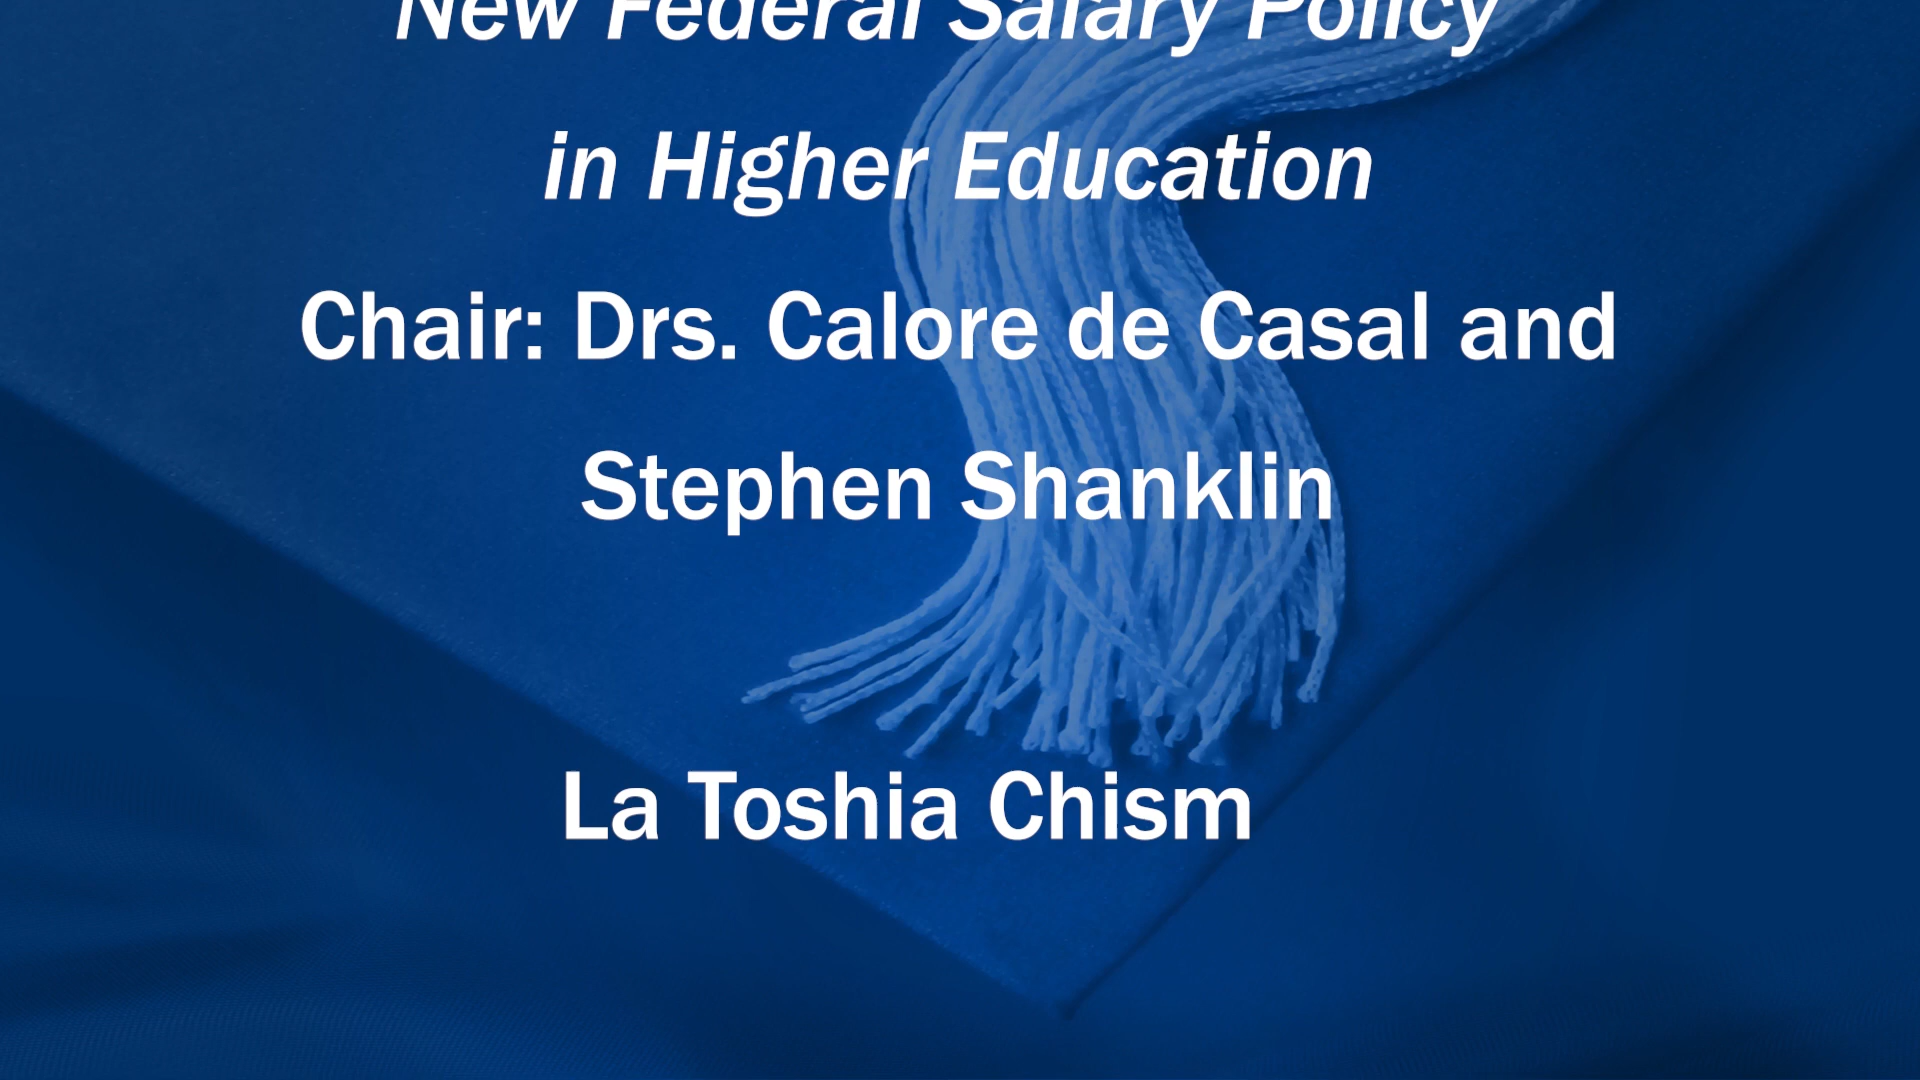 New Federal Salary Policy
in Higher Education
Chair: Drs. Calore de Casal and
Stephen Shanklin
La Toshia Chism